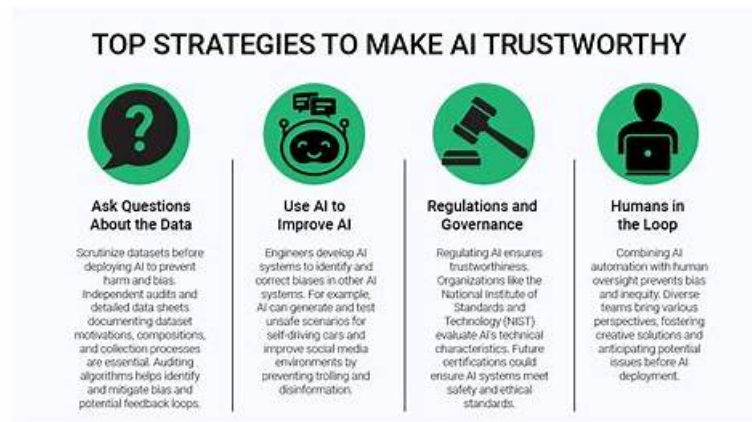 TOP STRATEGIES TO MAKE AI TRUSTWORTHY
Ask Questions
About the Data
Scrutinize datasets before
deploying AI to prevent
harm and bias.
Independent audits and
detailed data sheets
documenting dataset
motivations, compositions,
and collection processes
are essential. Auditing
algorithms helps identify
and mitigate bias and
potential feedback loops.
Use AI to
Improve AI
Engineers develop AI
systems to identify and
correct biases in other AI
systems. For example,
AI can generate and test
unsafe scenarios for
self-driving cars and
improve social media
environments by
preventing trolling and
disinformation.
Regulations and
Governance
Regulating AI ensures
trustworthiness.
Organizations like the
National Institute of
Standards and
Technology (NIST)
evaluate AI's technical
characteristics. Future
certifications could
ensure AI systems meet
safety and ethical
standards.
Humans in
the Loop
Combining AI
automation with human
oversight prevents bias
and inequity. Diverse
teams bring various
perspectives, fostering
creative solutions and
anticipating potential
issues before AI
deployment.